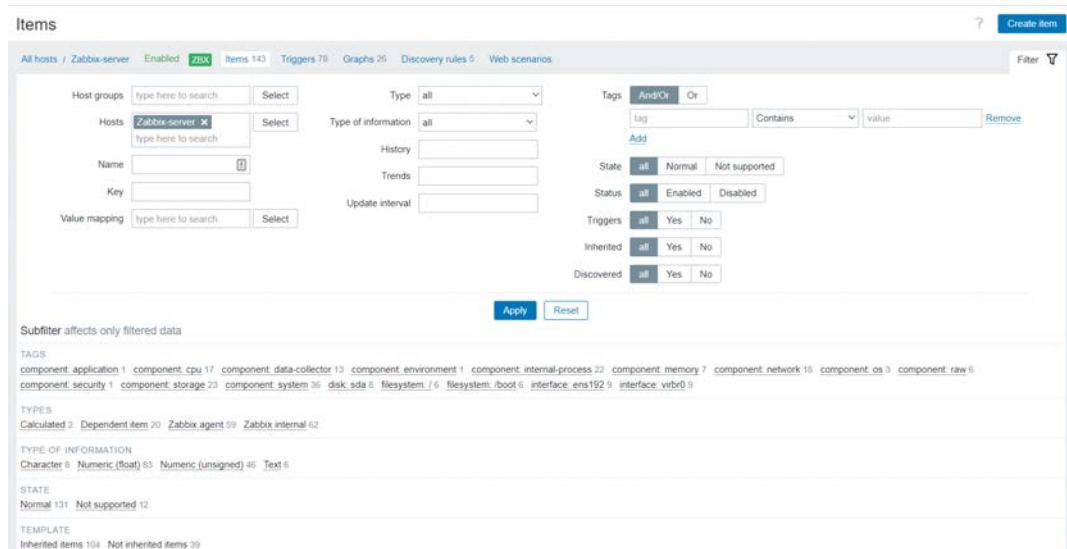 Items
? Create item
All hosts / Zabbix-server Enabled ZBX Items 143 Triggers 78 Graphs 26 Discovery rules 5 Web scenarios
Filter
Host groups type here to search Select
Hosts Zabbix-server × Select
type here to search
Name
Key
Value mapping type here to search Select
Type all
Type of information all
History
Trends
Update interval
Tags And/Or Or
tag Contains value Remove
Add
State all Normal Not supported
Status all Enabled Disabled
Triggers all Yes No
Inherited all Yes No
Discovered all Yes No
Apply Reset
Subfilter affects only filtered data
TAGS
component: application 1 component: cpu 17 component: data-collector 13 component: environment 1 component: internal-process 22 component: memory 7 component: network 18 component: os 3 component: raw 6
component: security 1 component: storage 23 component: system 36 disk: sda 8 filesystem: / 6 filesystem: /boot 6 interface: ens192 9 interface: virbr0 9
TYPES
Calculated 2 Dependent item 20 Zabbix agent 59 Zabbix internal 62
TYPE OF INFORMATION
Character 8 Numeric (float) 83 Numeric (unsigned) 46 Text 6
STATE
Normal 131 Not supported 12
TEMPLATE
Inherited items 104 Not inherited items 39